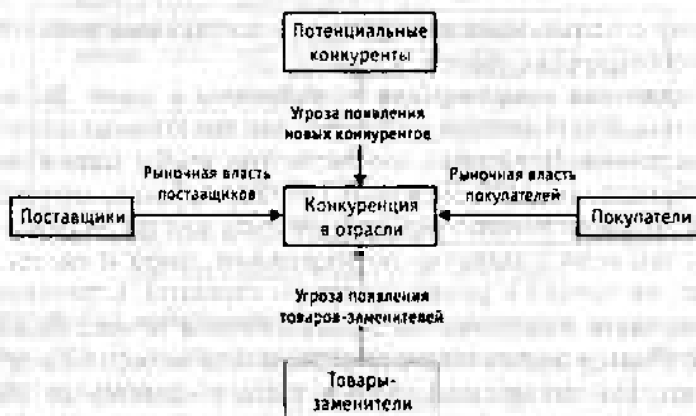 Потенциальные
конкуренты
Угроза появления
новых конкурентов
Рыночная власть
поставщиков
Рыночная власть
покупателей
Поставщики
Конкуренция
в отрасли
Покупатели
Угроза появления
товаров-заменителей
Товары-
заменители